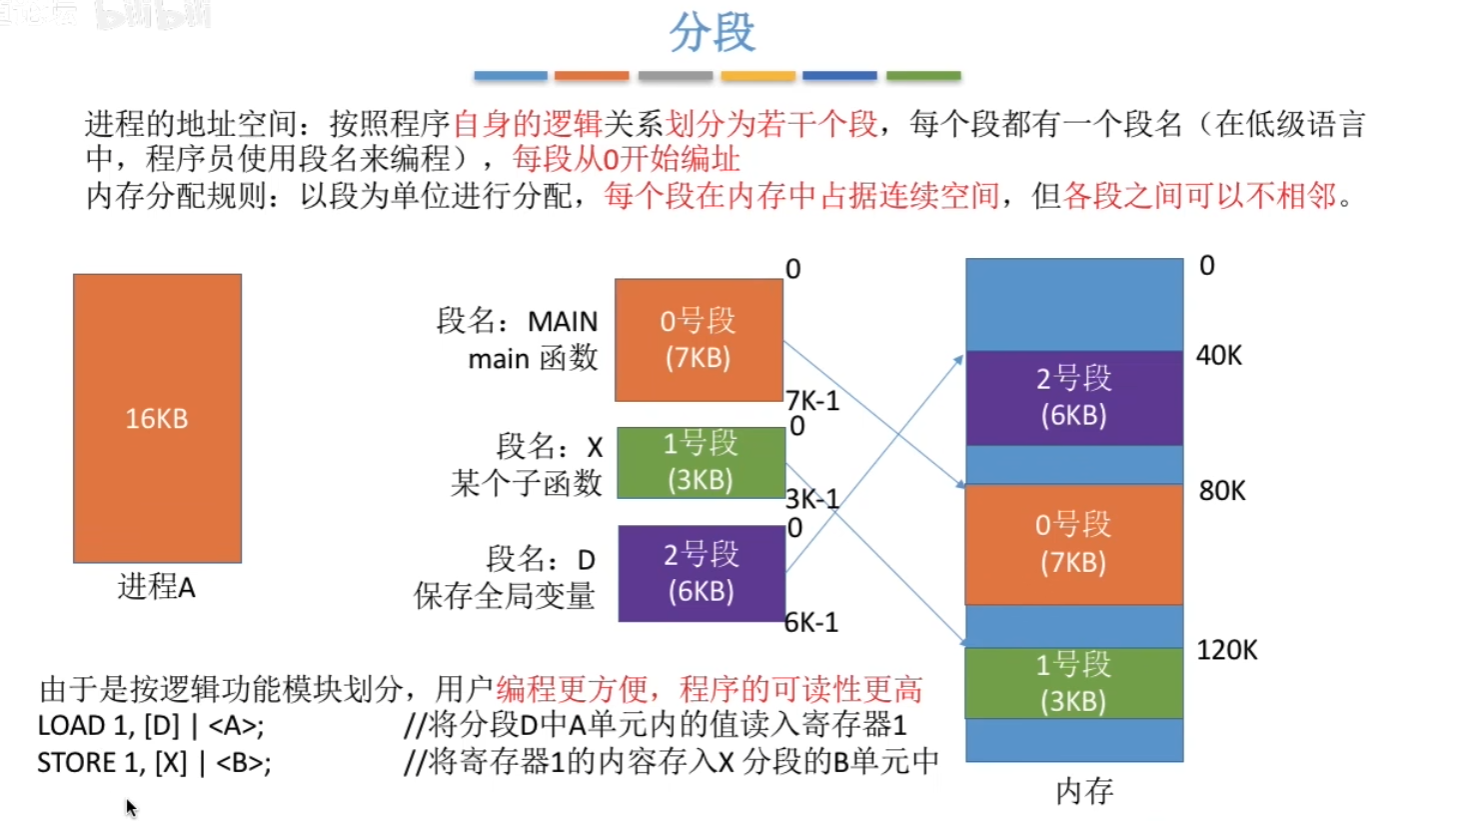 分段
进程的地址空间：按照程序自身的逻辑关系划分为若干个段，每个段都有一个段名（在低级语言
中，程序员使用段名来编程），每段从0开始编址
内存分配规则：以段为单位进行分配，每个段在内存中占据连续空间，但各段之间可以不相邻。
16KB
进程A
段名：MAIN
main 函数
0号段
(7KB)
0
7K-1
段名：X
某个子函数
1号段
(3KB)
0
3K-1
段名：D
保存全局变量
2号段
(6KB)
0
6K-1
0
40K
2号段
(6KB)
80K
0号段
(7KB)
120K
1号段
(3KB)
内存
由于是按逻辑功能模块划分，用户编程更方便，程序的可读性更高
LOAD 1, [D] | <A>; //将分段D中A单元内的值读入寄存器1
STORE 1, [X] | <B>; //将寄存器1的内容存入X 分段的B单元中